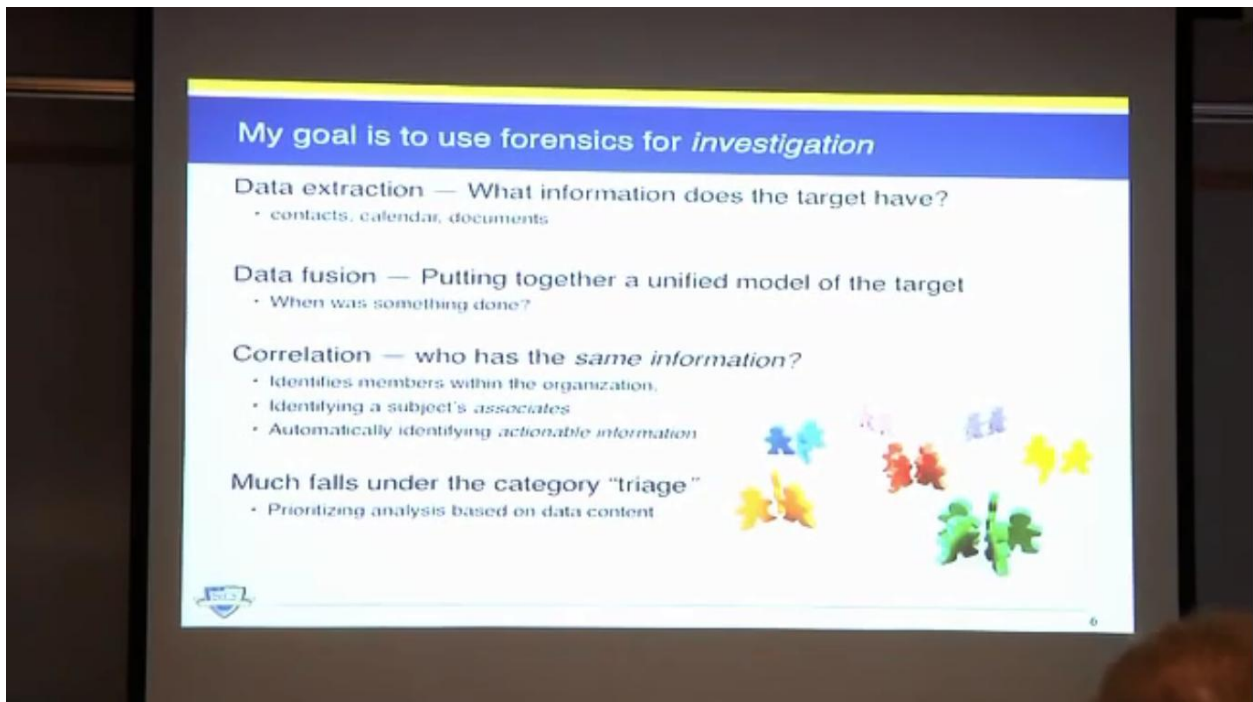 My goal is to use forensics for investigation
Data extraction — What information does the target have?
• contacts, calendar, documents
Data fusion — Putting together a unified model of the target
• When was something done?
Correlation — who has the same information?
• Identifies members within the organization.
• Identifying a subject's associates
• Automatically identifying actionable information
Much falls under the category "triage"
• Prioritizing analysis based on data content
6